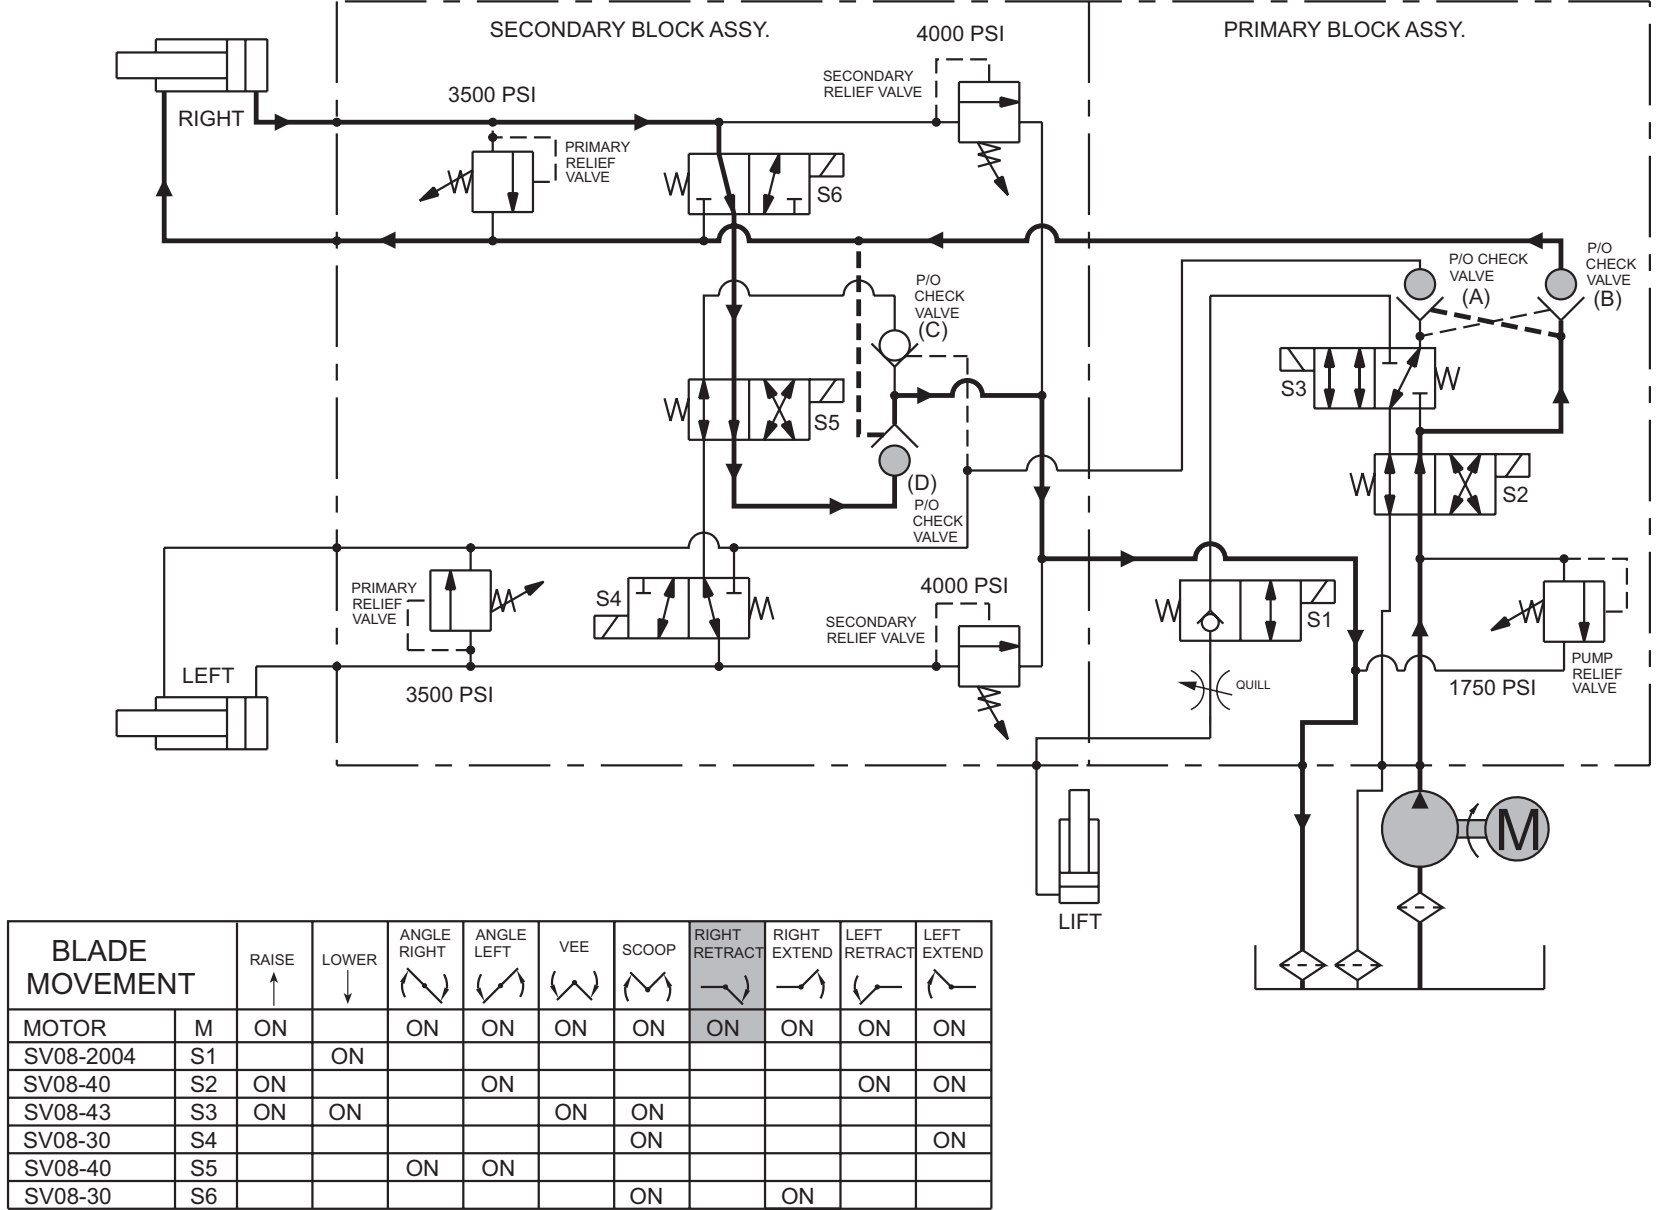 SECONDARY BLOCK ASSY.
PRIMARY BLOCK ASSY.
4000 PSI
SECONDARY
RELIEF VALVE
3500 PSI
RIGHT
PRIMARY
RELIEF
VALVE
S6
P/O
CHECK
VALVE
(C)
P/O CHECK
VALVE
(A)
P/O
CHECK
VALVE
(B)
S3
S5
S2
(D)
P/O
CHECK
VALVE
PRIMARY
RELIEF
VALVE
S4
4000 PSI
SECONDARY
RELIEF VALVE
S1
LEFT
3500 PSI
QUILL
1750 PSI
PUMP
RELIEF
VALVE
M
LIFT
BLADE
MOVEMENT
RAISE
LOWER
ANGLE
RIGHT
ANGLE
LEFT
VEE
SCOOP
RIGHT
RETRACT
RIGHT
EXTEND
LEFT
RETRACT
LEFT
EXTEND
MOTOR M ON ON ON ON ON ON ON ON ON
SV08-2004 S1 ON
SV08-40 S2 ON ON ON ON
SV08-43 S3 ON ON ON ON
SV08-30 S4 ON ON
SV08-40 S5 ON ON
SV08-30 S6 ON ON